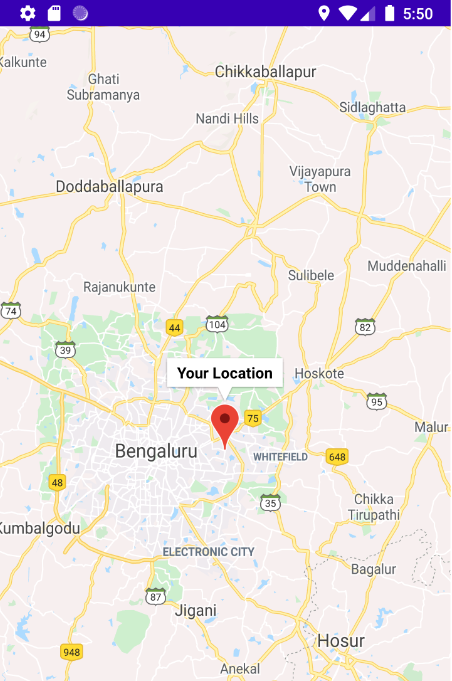 5:50
94
Kalkunte
Ghati
Subramanya
Chikkaballapur
Nandi Hills
Sidlaghatta
Vijayapura
Town
Doddaballapura
Sulibele
Muddenahalli
Rajanukunte
74
44
104
82
39
Your Location
Hoskote
95
75
Malur
Bengaluru
WHITEFIELD
648
48
35
Chikka
Tirupathi
Kumbalgodu
ELECTRONIC CITY
Bagalur
87
Jigani
Hosur
948
Anekal